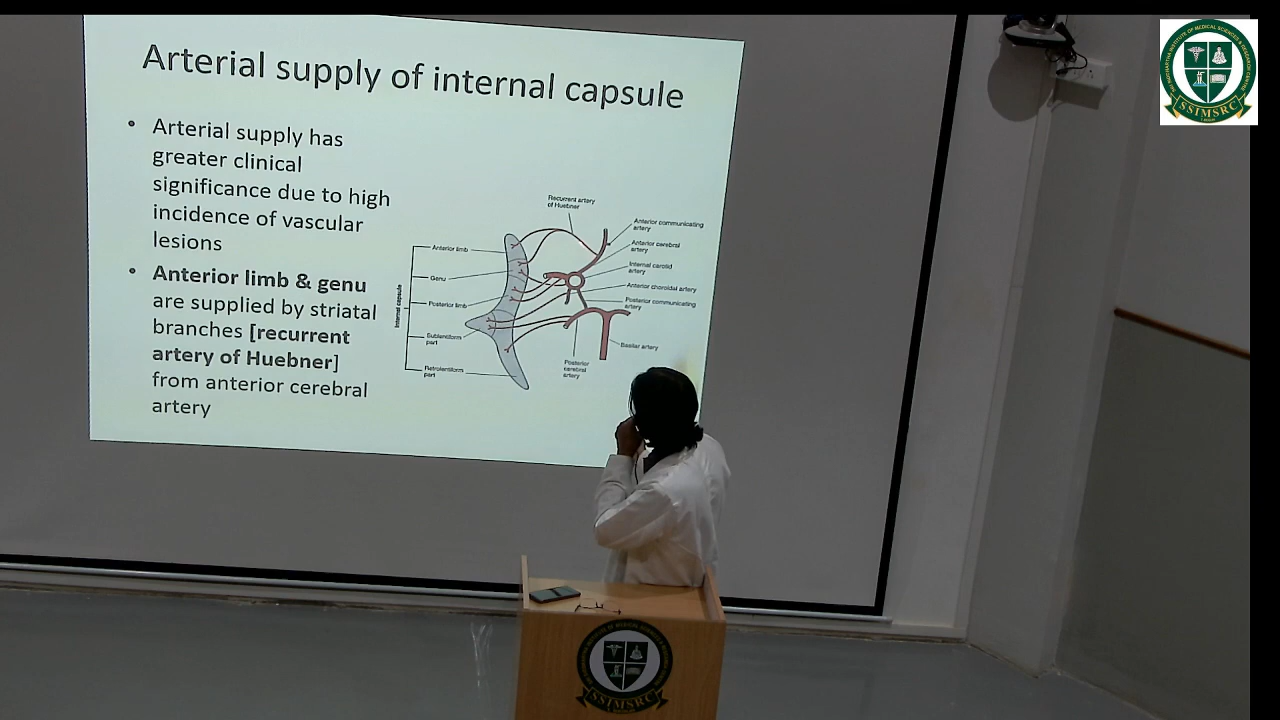 Arterial supply of internal capsule
• Arterial supply has
greater clinical
significance due to high
incidence of vascular
lesions
• Anterior limb & genu
are supplied by striatal
branches [recurrent
artery of Huebner]
from anterior cerebral
artery
Internal capsule
Anterior limb
Genu
Posterior limb
Sublentiform
part
Retrolentiform
part
Recurrent artery
of Huebner
Anterior communicating
artery
Anterior cerebral
artery
Internal carotid
artery
Anterior choroidal artery
Posterior communicating
artery
Basilar artery
Posterior
cerebral
artery
SSIMSRC
SSIMSRC